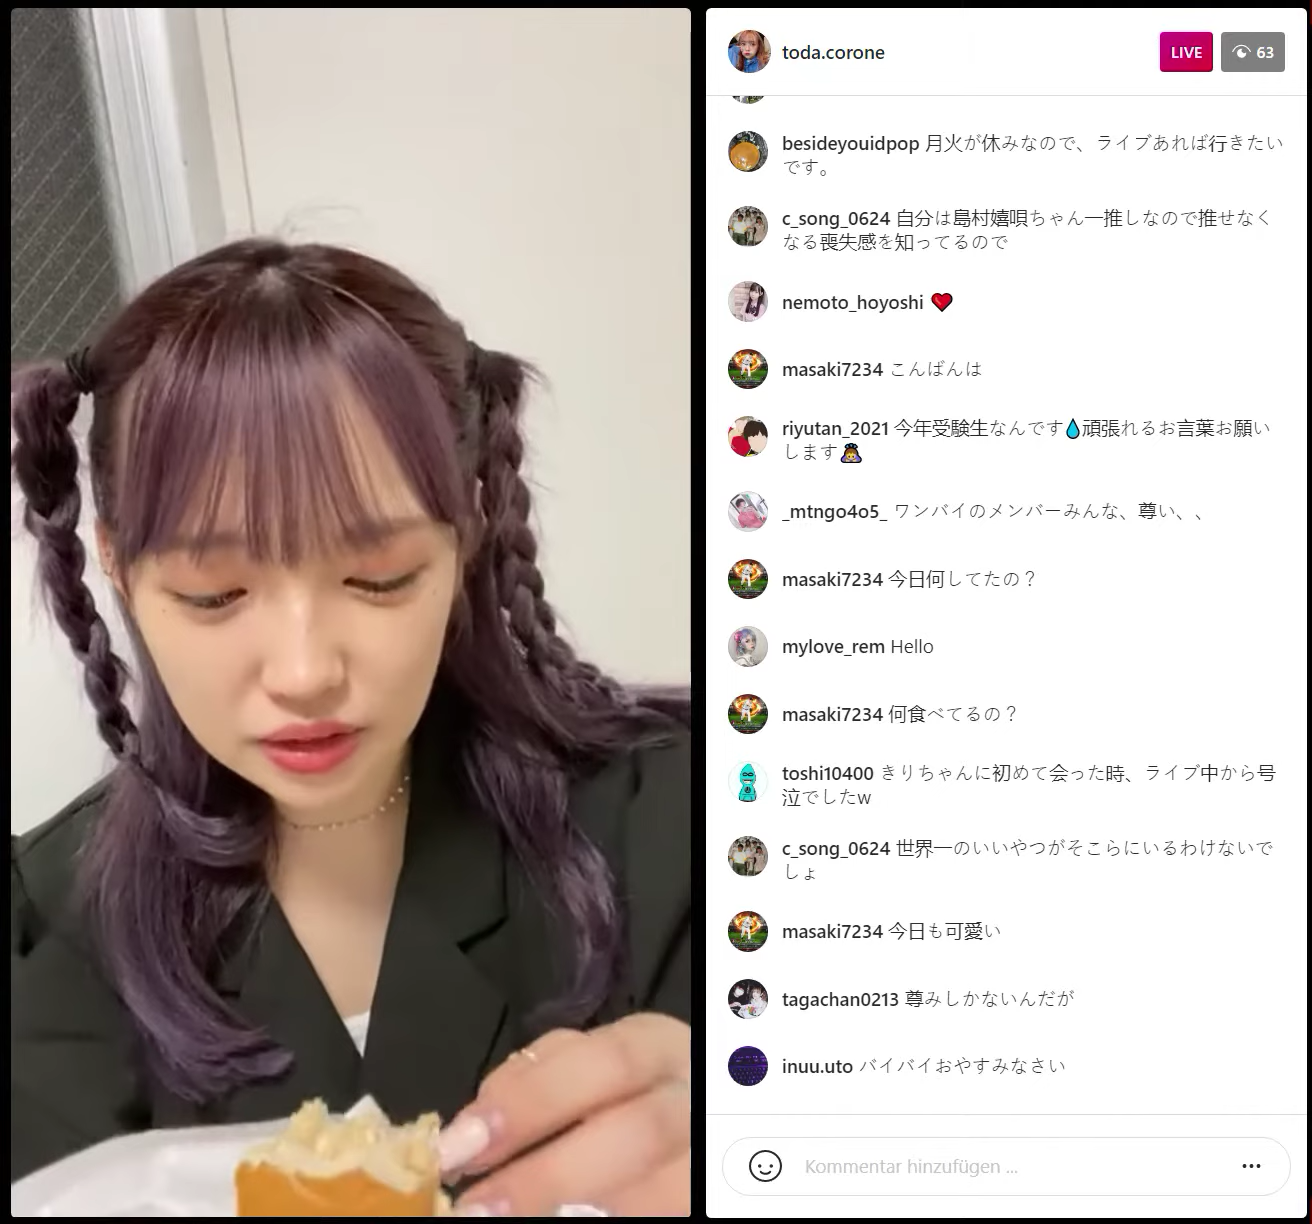 toda.corone
LIVE
63
besideyouidpop 月火が休みなので、ライブあれば行きたい
です。
c_song_0624 自分は島村嬉唄ちゃん一推しなので推せなく
なる喪失感を知ってるので
nemoto_hoyoshi ❤️
masaki7234 こんばんは
riyutan_2021 今年受験生なんです💧頑張れるお言葉お願い
します🙇
_mtngo4o5_ ワンバイのメンバーみんな、尊い、、
masaki7234 今日何してたの？
mylove_rem Hello
masaki7234 何食べてるの？
toshi10400 きりちゃんに初めて会った時、ライブ中から号
泣でしたw
c_song_0624 世界一のいいやつがそこらにいるわけないで
しょ
masaki7234 今日も可愛い
tagachan0213 尊みしかないんだが
inuu.uto バイバイおやすみなさい
Kommentar hinzufügen ...